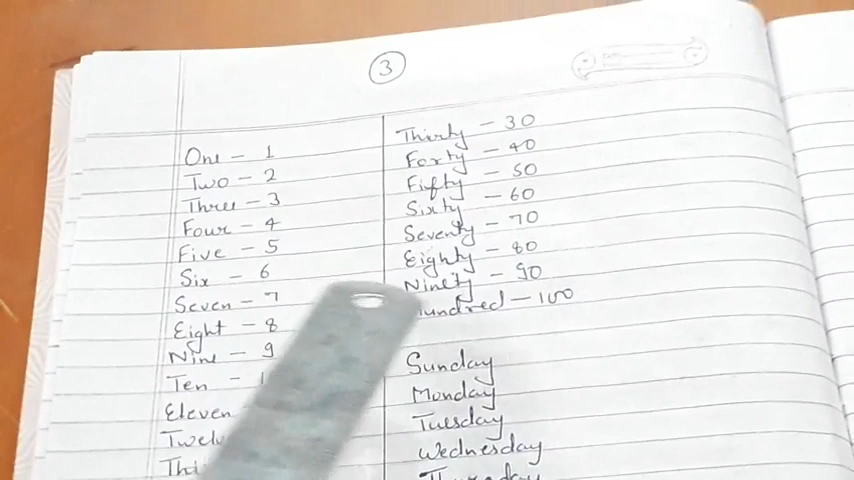 3
One - 1
Two - 2
Three - 3
Four - 4
Five - 5
Six - 6
Seven - 7
Eight - 8
Nine - 9
Ten - 1
Eleven
Thirty - 30
Forty - 40
Fifty - 50
Sixty - 60
Seventy - 70
Eighty - 80
Ninety - 90
undred - 100
Sunday
Monday
Tuesday
Wednesday